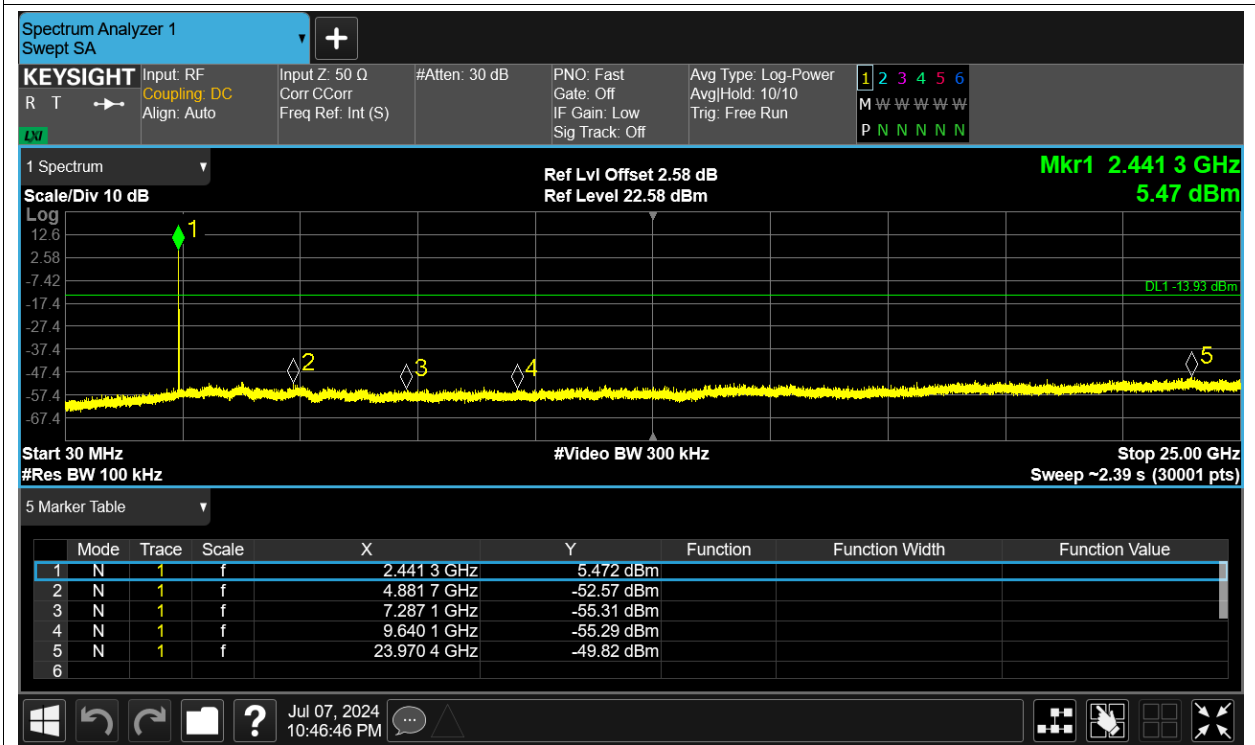 Spectrum Analyzer 1
Swept SA
KEYSIGHT
R T
LXI
Input: RF
Coupling: DC
Align: Auto
Input Z: 50 Ω
Corr CCorr
Freq Ref: Int (S)
#Atten: 30 dB
PNO: Fast
Gate: Off
IF Gain: Low
Sig Track: Off
Avg Type: Log-Power
Avg|Hold: 10/10
Trig: Free Run
1 2 3 4 5 6
M W W W W W
P N N N N N
1 Spectrum
Scale/Div 10 dB
Ref Lvl Offset 2.58 dB
Ref Level 22.58 dBm
Mkr1 2.441 3 GHz
5.47 dBm
Log
12.6
2.58
-7.42
-17.4
-27.4
-37.4
-47.4
-57.4
-67.4
1
2
3
4
5
DL1 -13.93 dBm
Start 30 MHz
#Video BW 300 kHz
Stop 25.00 GHz
#Res BW 100 kHz
Sweep ~2.39 s (30001 pts)
5 Marker Table
Mode Trace Scale X Y Function Function Width Function Value
1 N 1 f 2.441 3 GHz 5.472 dBm
2 N 1 f 4.881 7 GHz -52.57 dBm
3 N 1 f 7.287 1 GHz -55.31 dBm
4 N 1 f 9.640 1 GHz -55.29 dBm
5 N 1 f 23.970 4 GHz -49.82 dBm
6
?
Jul 07, 2024
10:46:46 PM